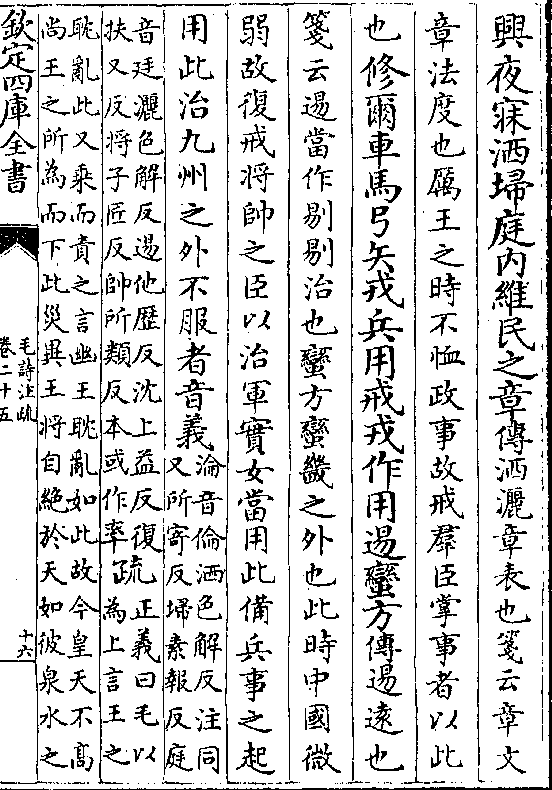 興夜寐洒埽庭内維民之章傳洒灑章表也箋云章文
章法度也厲王之時不恤政事故戒羣臣掌事者以此
也修爾車馬弓矢戎兵用戒戎作用逷蠻方傳逷遠也
箋云逷當作剔剔治也蠻方蠻畿之外也此時中國微
弱故復戒將帥之臣以治軍實女當用此備兵事之起
用此治九州之外不服者音義
淪音倫洒色解反注同
又所寄反埽素報反庭
音廷灑色解反逷他歷反沈上益反復
扶又反將子匠反帥所類反本或作率
疏
正義曰毛以
為上言王之
耽亂此又乘而責之言幽王耽亂如此故今皇天不高
尚王之所為而下此災異王將自絶於天如彼泉水之
欽定四庫全書
毛詩注疏
卷二十五
十六